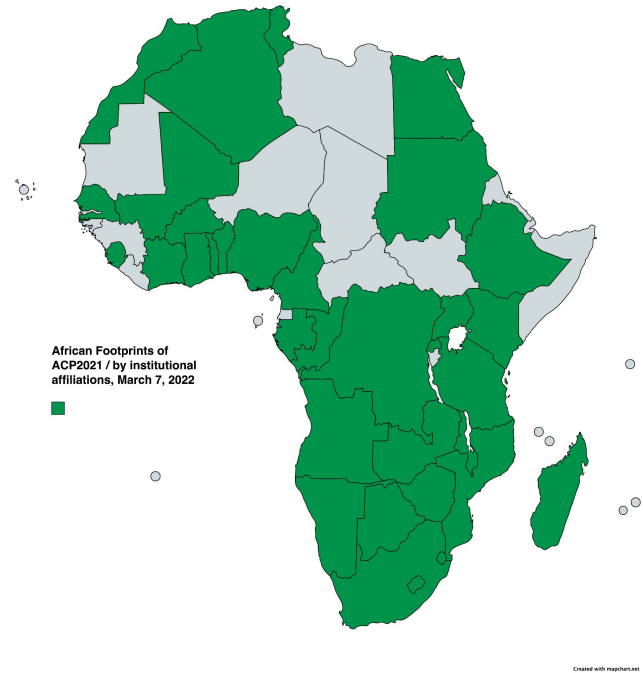 African Footprints of
ACP2021 / by institutional
affiliations, March 7, 2022
Created with mapchart.net